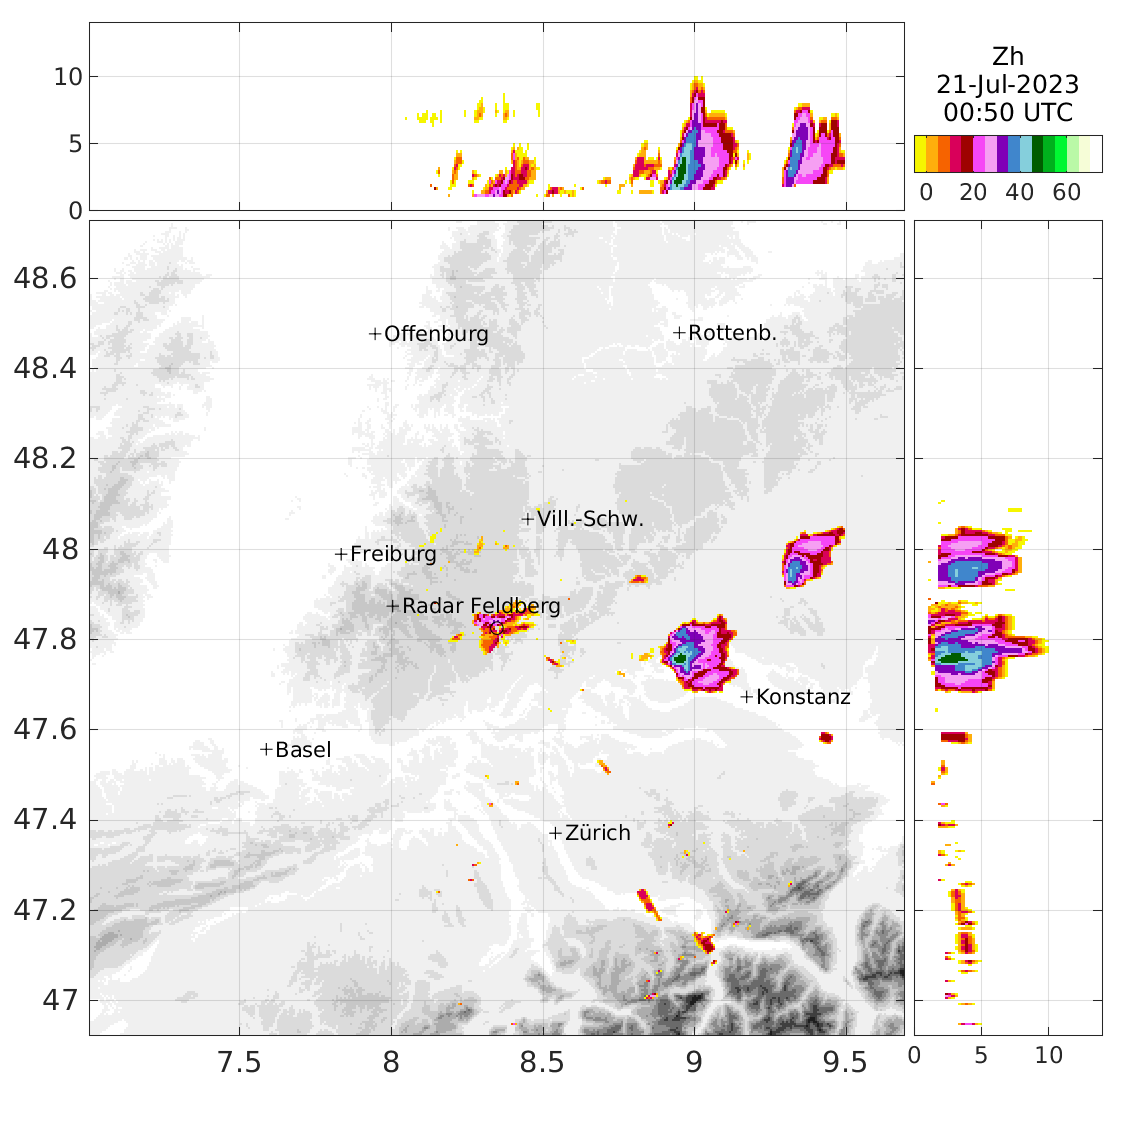 10
5
0
Zh
21-Jul-2023
00:50 UTC
0 20 40 60
48.6
48.4
48.2
48
47.8
47.6
47.4
47.2
47
+Offenburg
+Rottenb.
+Vill.-Schw.
+Freiburg
+Radar Feldberg
+Konstanz
+Basel
+Zürich
7.5 8 8.5 9 9.5
0 5 10